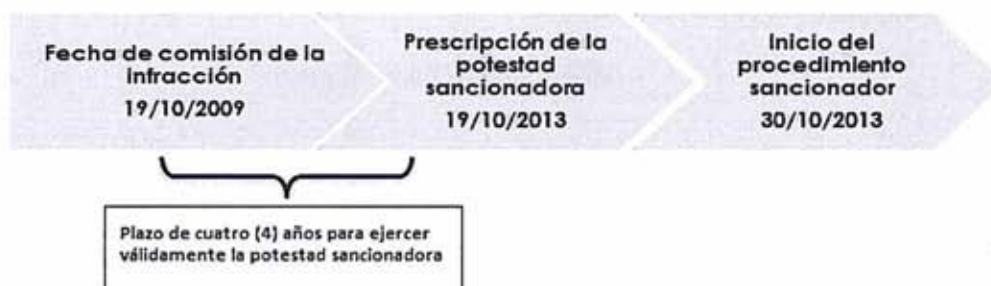 Fecha de comisión de la
infracción
19/10/2009
Prescripción de la
potestad
sancionadora
19/10/2013
Inicio del
procedimiento
sancionador
30/10/2013
Plazo de cuatro (4) años para ejercer
válidamente la potestad sancionadora